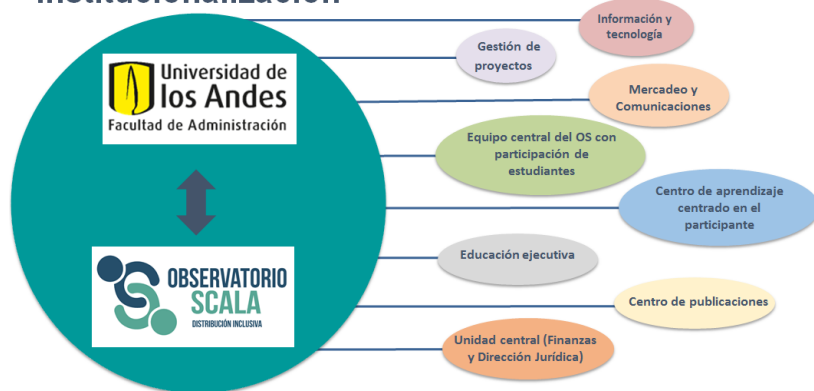 Institucionalización
Universidad de
los Andes
Facultad de Administración
OBSERVATORIO
SCALA
DISTRIBUCIÓN INCLUSIVA
Información y
tecnología
Gestión de
proyectos
Mercadeo y
Comunicaciones
Equipo central del OS con
participación de
estudiantes
Centro de aprendizaje
centrado en el
participante
Educación ejecutiva
Centro de publicaciones
Unidad central (Finanzas
y Dirección Jurídica)